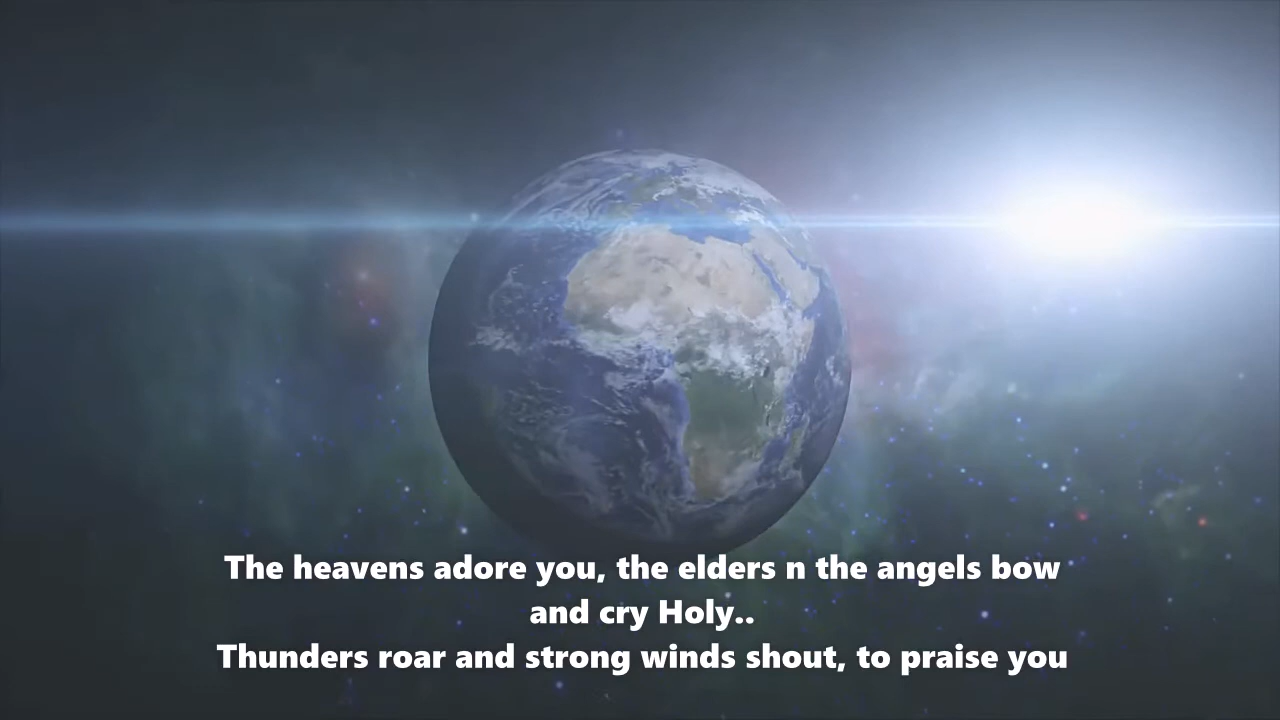 The heavens adore you, the elders n the angels bow
and cry Holy..
Thunders roar and strong winds shout, to praise you